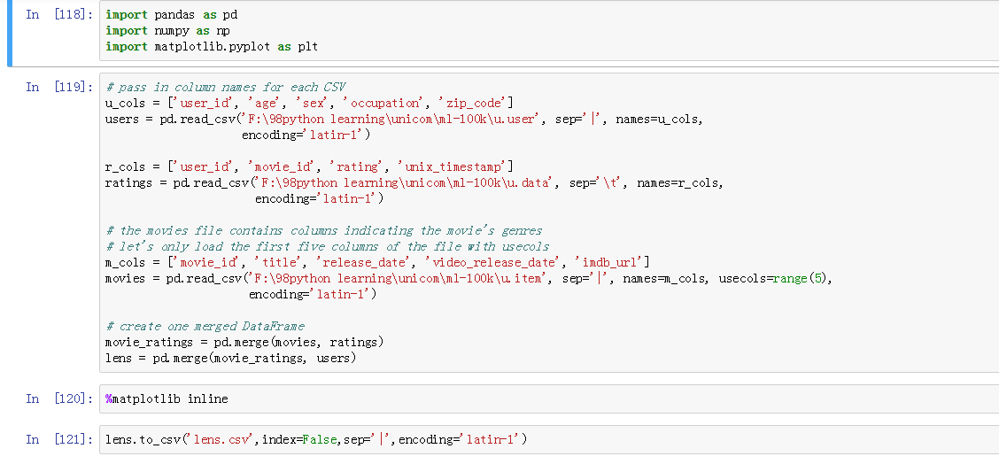 In [118]: import pandas as pd
import numpy as np
import matplotlib.pyplot as plt
In [119]: # pass in column names for each CSV
u_cols = ['user_id', 'age', 'sex', 'occupation', 'zip_code']
users = pd.read_csv('F:\98python learning\unicom\ml-100k\u.user', sep='|', names=u_cols,
encoding='latin-1')
r_cols = ['user_id', 'movie_id', 'rating', 'unix_timestamp']
ratings = pd.read_csv('F:\98python learning\unicom\ml-100k\u.data', sep='\t', names=r_cols,
encoding='latin-1')
# the movies file contains columns indicating the movie's genres
# let's only load the first five columns of the file with usecols
m_cols = ['movie_id', 'title', 'release_date', 'video_release_date', 'imdb_url']
movies = pd.read_csv('F:\98python learning\unicom\ml-100k\u.item', sep='|', names=m_cols, usecols=range(5),
encoding='latin-1')
# create one merged DataFrame
movie_ratings = pd.merge(movies, ratings)
lens = pd.merge(movie_ratings, users)
In [120]: %matplotlib inline
In [121]: lens.to_csv('lens.csv',index=False,sep='|',encoding='latin-1')